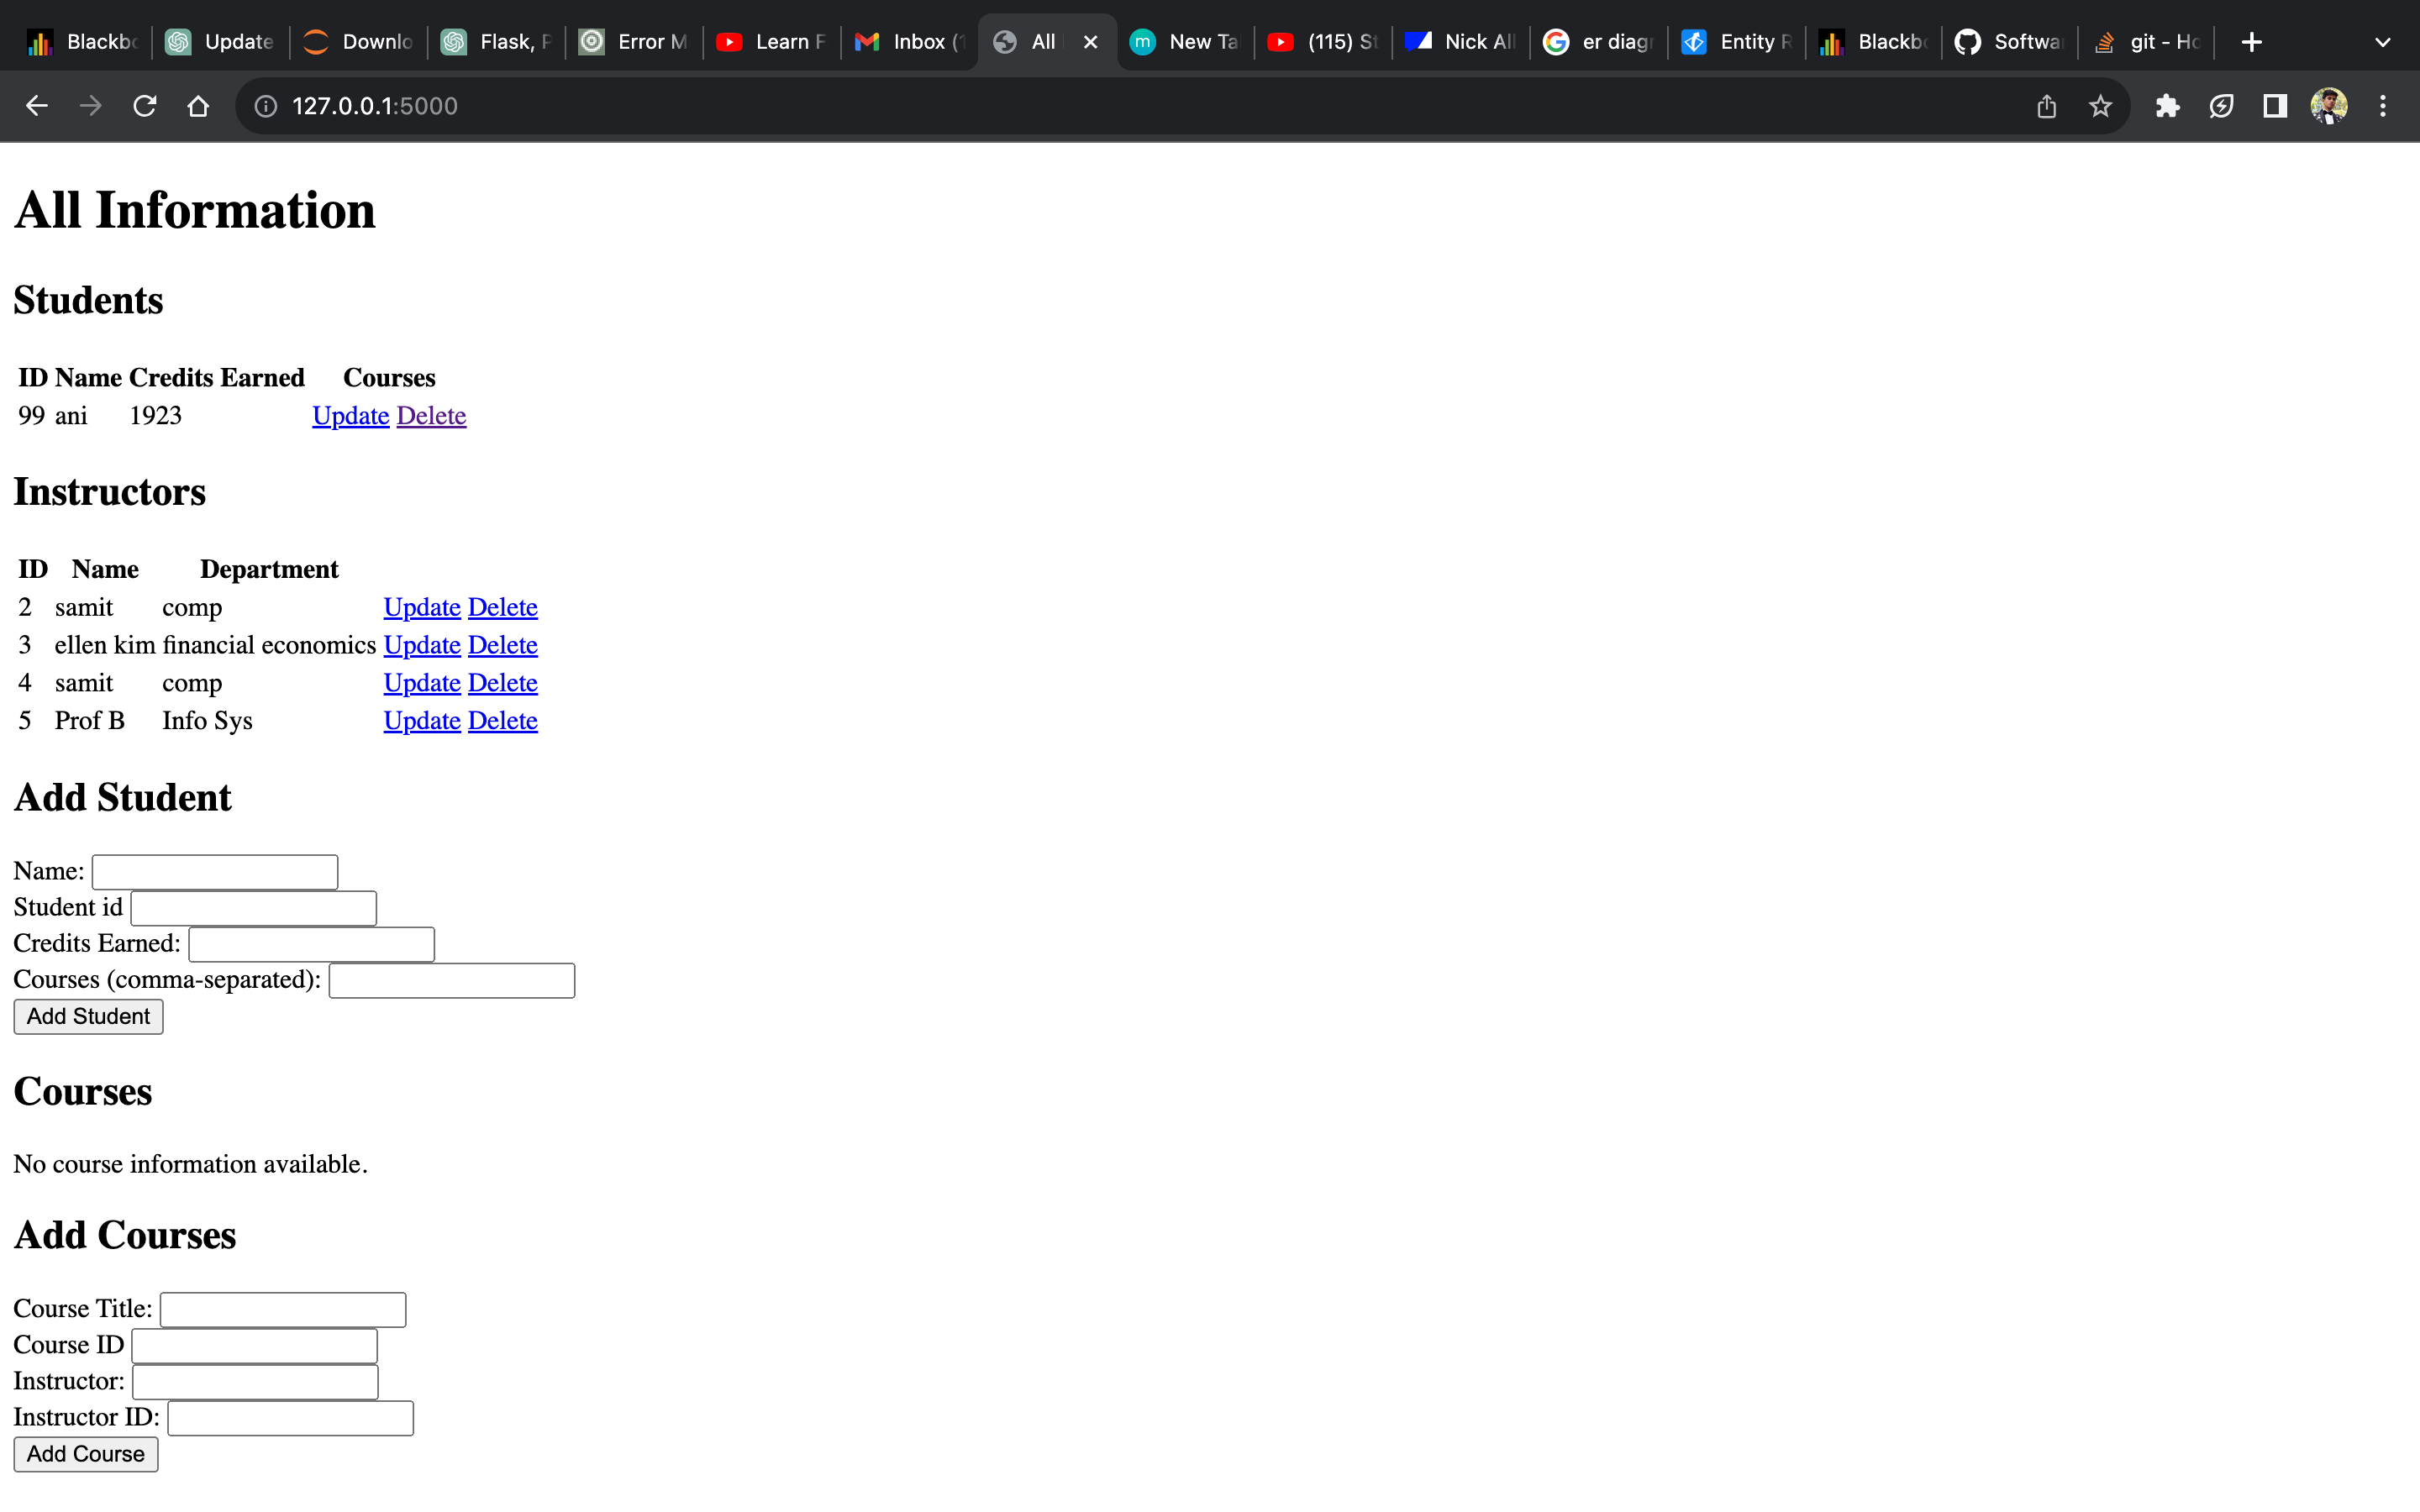 Blackb Update Downlo Flask, P Error M Learn F Inbox (1 All New Ta (115) St Nick All er diagr Entity R Blackb Softwa git - Ho
127.0.0.1:5000
All Information
Students
ID Name Credits Earned Courses
99 ani 1923 Update Delete
Instructors
ID Name Department
2 samit comp Update Delete
3 ellen kim financial economics Update Delete
4 samit comp Update Delete
5 Prof B Info Sys Update Delete
Add Student
Name:
Student id
Credits Earned:
Courses (comma-separated):
Add Student
Courses
No course information available.
Add Courses
Course Title:
Course ID
Instructor:
Instructor ID:
Add Course